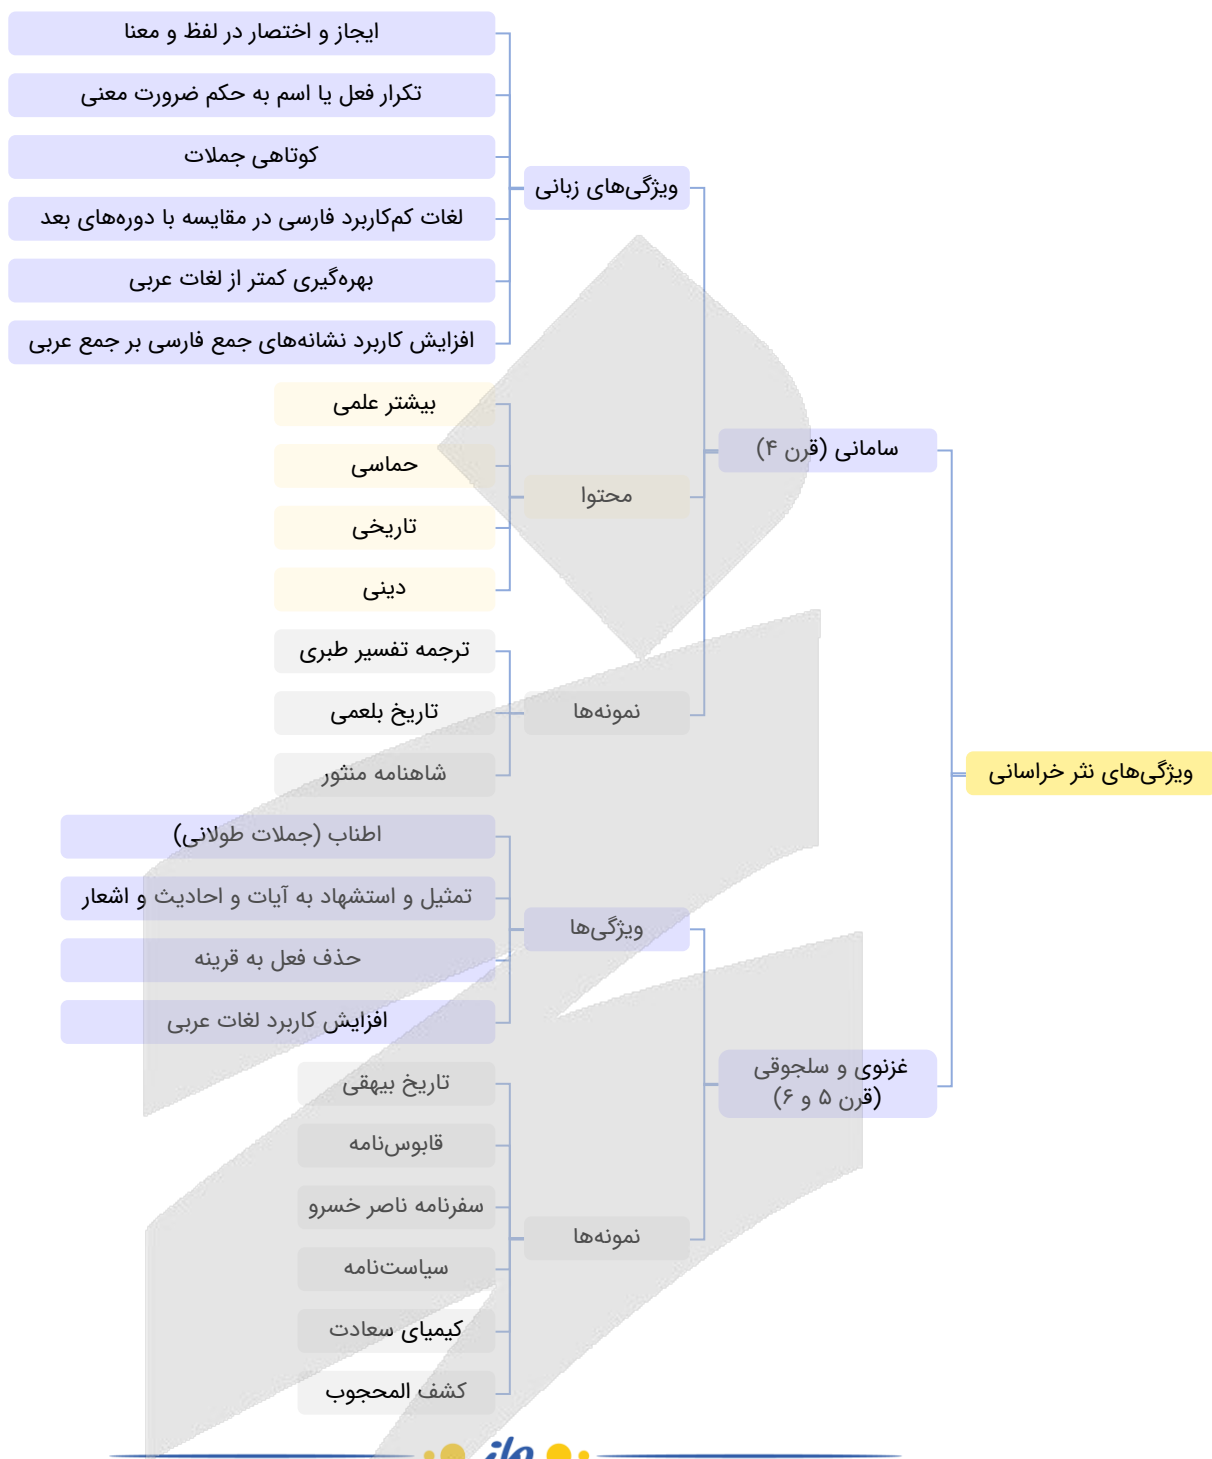 ویژگی‌های نثر خراسانی
سامانی (قرن ۴)
ویژگی‌های زبانی
ایجاز و اختصار در لفظ و معنا
تکرار فعل یا اسم به حکم ضرورت معنی
کوتاهی جملات
لغات کم‌کاربرد فارسی در مقایسه با دوره‌های بعد
بهره‌گیری کمتر از لغات عربی
افزایش کاربرد نشانه‌های جمع فارسی بر جمع عربی
محتوا
بیشتر علمی
حماسی
تاریخی
دینی
نمونه‌ها
ترجمه تفسیر طبری
تاریخ بلعمی
شاهنامه منثور
غزنوی و سلجوقی
(قرن ۵ و ۶)
ویژگی‌ها
اطناب (جملات طولانی)
تمثیل و استشهاد به آیات و احادیث و اشعار
حذف فعل به قرینه
افزایش کاربرد لغات عربی
نمونه‌ها
تاریخ بیهقی
قابوس‌نامه
سفرنامه ناصر خسرو
سیاست‌نامه
کیمیای سعادت
کشف المحجوب
ماز